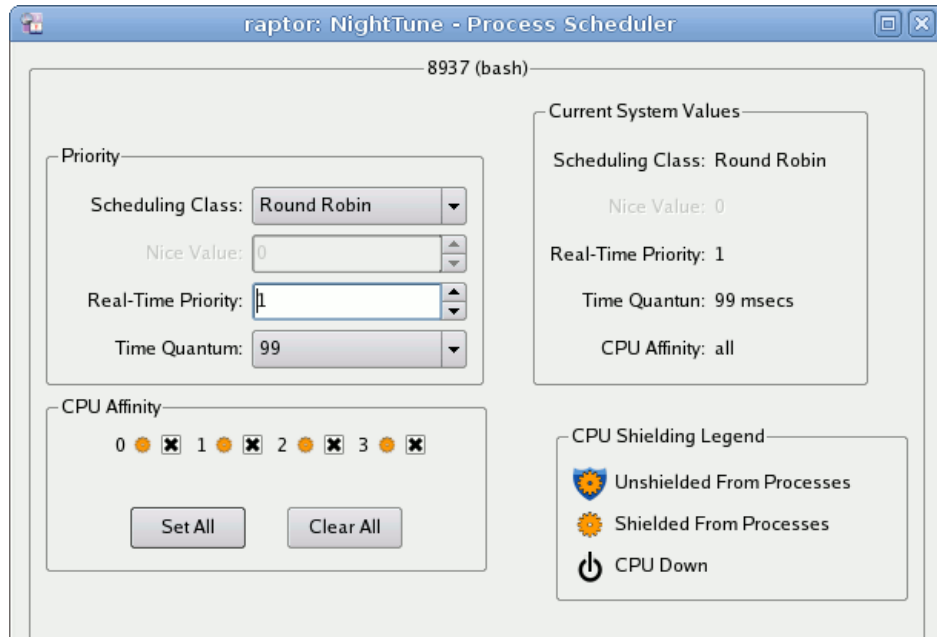 raptor: NightTune - Process Scheduler
8937 (bash)
Priority
Scheduling Class: Round Robin
Nice Value: 0
Real-Time Priority: 1
Time Quantum: 99
Current System Values
Scheduling Class: Round Robin
Nice Value: 0
Real-Time Priority: 1
Time Quantun: 99 msecs
CPU Affinity: all
CPU Affinity
0 1 2 3
Set All Clear All
CPU Shielding Legend
Unshielded From Processes
Shielded From Processes
CPU Down